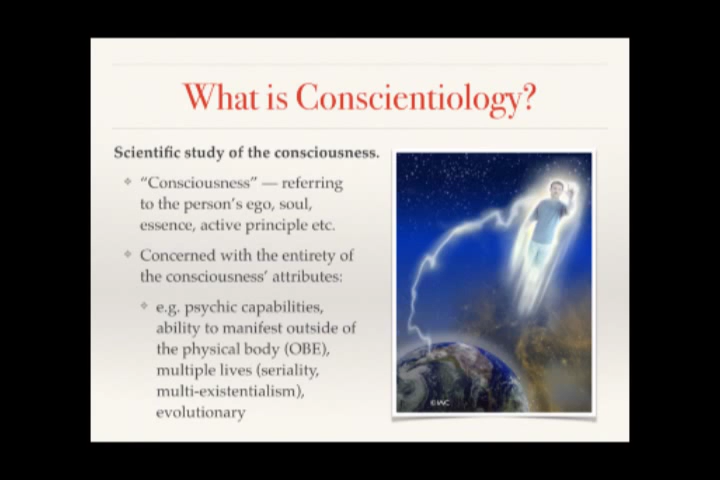 What is Conscientiology?
Scientific study of the consciousness.
"Consciousness" — referring
to the person's ego, soul,
essence, active principle etc.
Concerned with the entirety of
the consciousness' attributes:
e.g. psychic capabilities,
ability to manifest outside of
the physical body (OBE),
multiple lives (seriality,
multi-existentialism),
evolutionary